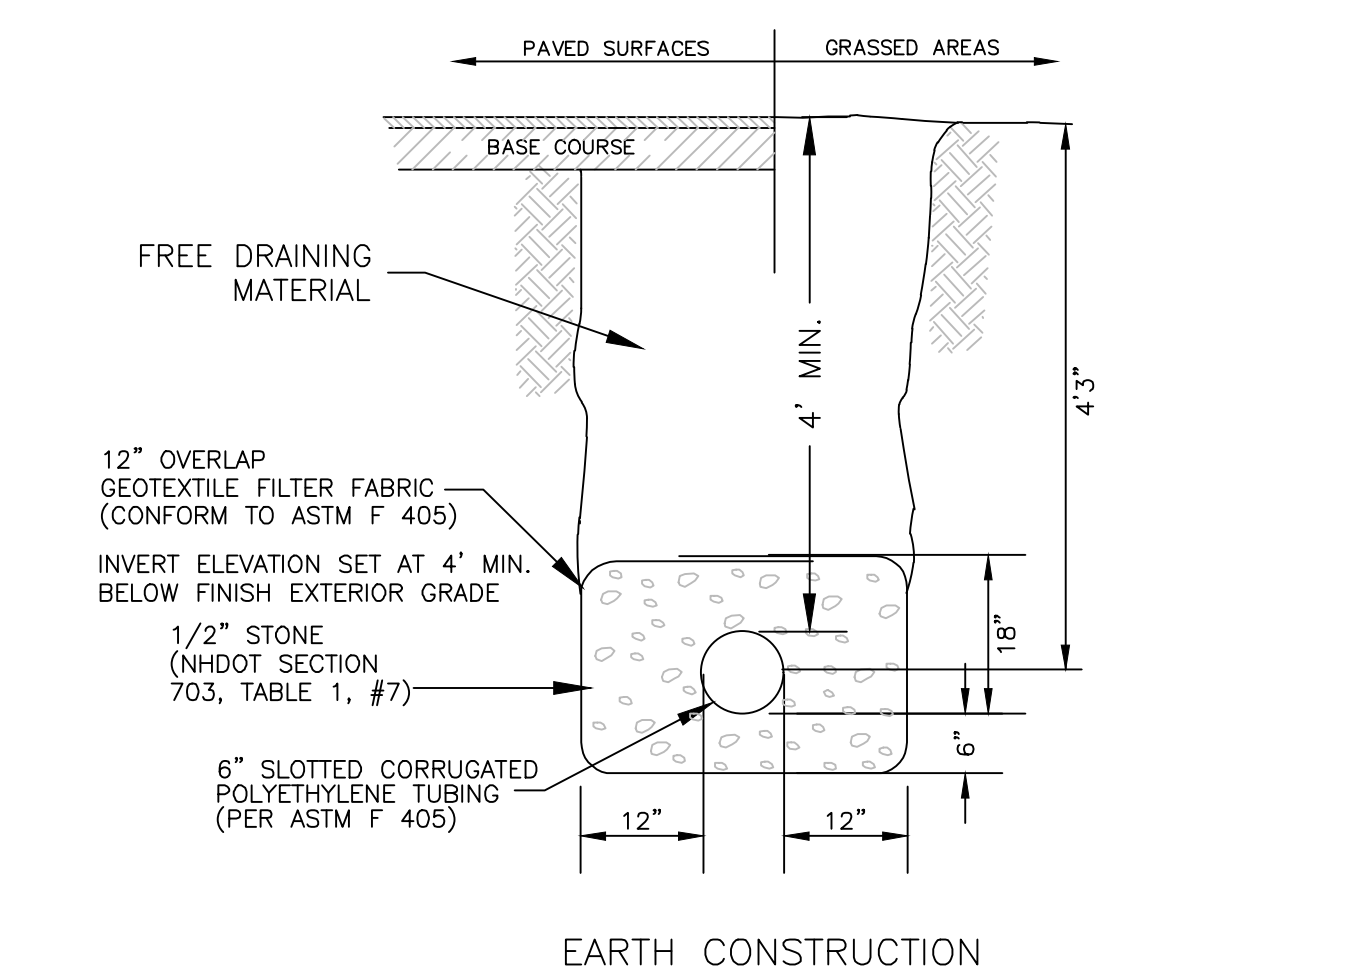 PAVED SURFACES
GRASSED AREAS
BASE COURSE
FREE DRAINING
MATERIAL
4' MIN.
4'3"
12" OVERLAP
GEOTEXTILE FILTER FABRIC
(CONFORM TO ASTM F 405)
INVERT ELEVATION SET AT 4' MIN.
BELOW FINISH EXTERIOR GRADE
1/2" STONE
(NHDOT SECTION
703, TABLE 1, #7)
18"
6"
6" SLOTTED CORRUGATED
POLYETHYLENE TUBING
(PER ASTM F 405)
12"
12"
EARTH CONSTRUCTION